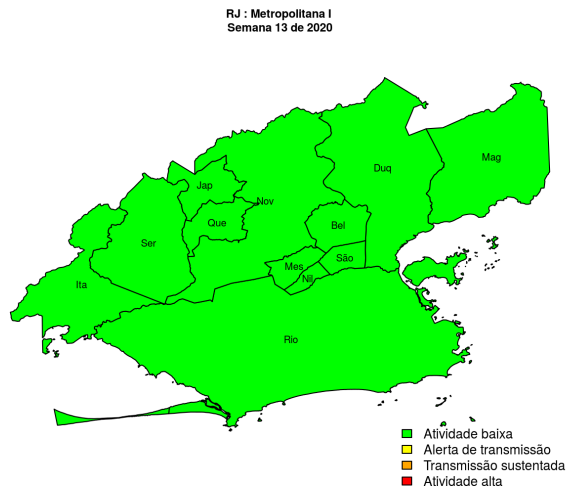 RJ : Metropolitana I
Semana 13 de 2020
Mag
Duq
Jap
Nov
Que
Bel
Ser
São
Mes
Nil
Ita
Rio
Atividade baixa
Alerta de transmissão
Transmissão sustentada
Atividade alta